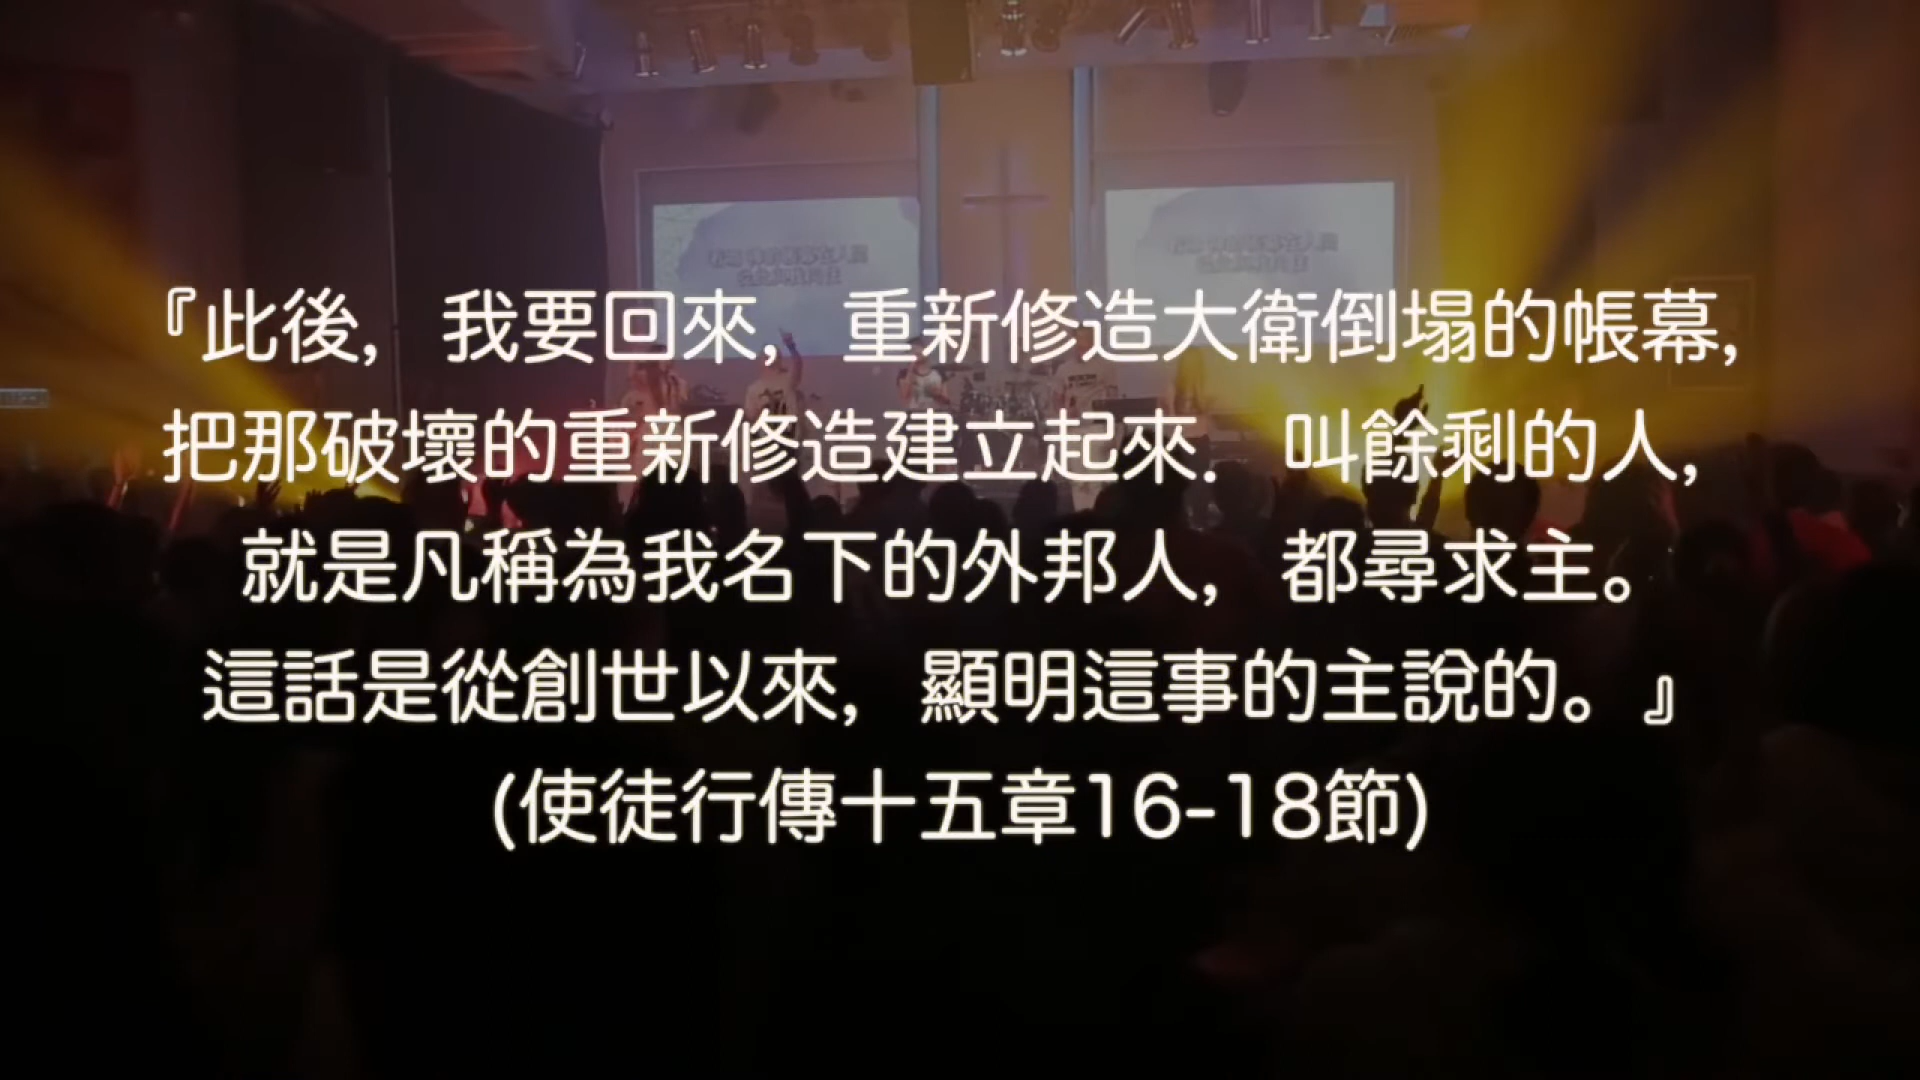 『此後，我要回來，重新修造大衛倒塌的帳幕，
把那破壞的重新修造建立起來．叫餘剩的人，
就是凡稱為我名下的外邦人，都尋求主。
這話是從創世以來，顯明這事的主說的。』
(使徒行傳十五章16-18節)